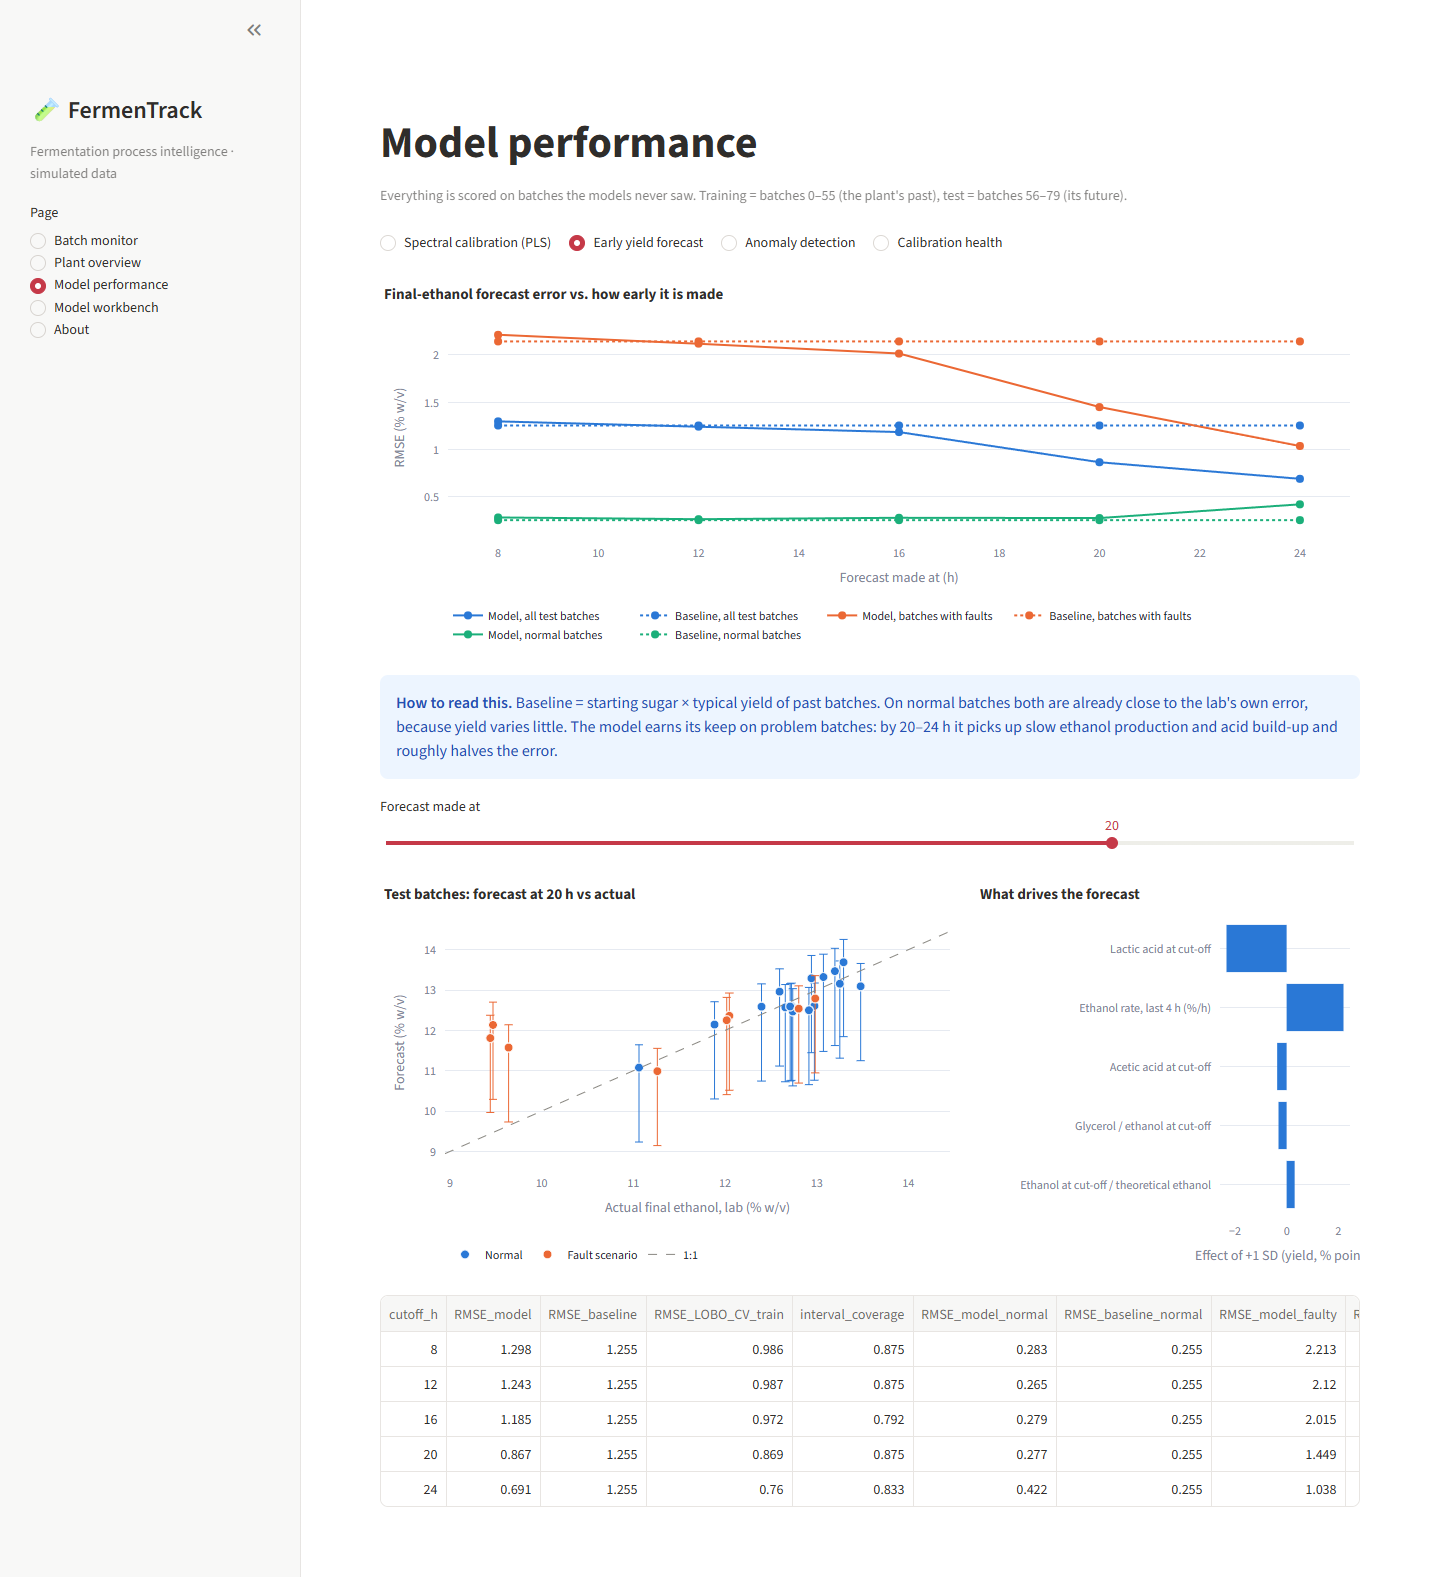 FermenTrack
Fermentation process intelligence ·
simulated data
Page
Batch monitor
Plant overview
Model performance
Model workbench
About
Model performance
Everything is scored on batches the models never saw. Training = batches 0–55 (the plant's past), test = batches 56–79 (its future).
Spectral calibration (PLS) Early yield forecast Anomaly detection Calibration health
Final-ethanol forecast error vs. how early it is made
RMSE (% w/v)
2
1.5
1
0.5
8 10 12 14 16 18 20 22 24
Forecast made at (h)
Model, all test batches Baseline, all test batches Model, batches with faults Baseline, batches with faults
Model, normal batches Baseline, normal batches
How to read this. Baseline = starting sugar × typical yield of past batches. On normal batches both are already close to the lab's own error,
because yield varies little. The model earns its keep on problem batches: by 20–24 h it picks up slow ethanol production and acid build-up and
roughly halves the error.
Forecast made at
20
Test batches: forecast at 20 h vs actual
Forecast (% w/v)
14
13
12
11
10
9
9 10 11 12 13 14
Actual final ethanol, lab (% w/v)
Normal Fault scenario 1:1
What drives the forecast
Lactic acid at cut-off
Ethanol rate, last 4 h (%/h)
Acetic acid at cut-off
Glycerol / ethanol at cut-off
Ethanol at cut-off / theoretical ethanol
−2 0 2
Effect of +1 SD (yield, % poin
cutoff_h RMSE_model RMSE_baseline RMSE_LOBO_CV_train interval_coverage RMSE_model_normal RMSE_baseline_normal RMSE_model_faulty R
8 1.298 1.255 0.986 0.875 0.283 0.255 2.213
12 1.243 1.255 0.987 0.875 0.265 0.255 2.12
16 1.185 1.255 0.972 0.792 0.279 0.255 2.015
20 0.867 1.255 0.869 0.875 0.277 0.255 1.449
24 0.691 1.255 0.76 0.833 0.422 0.255 1.038